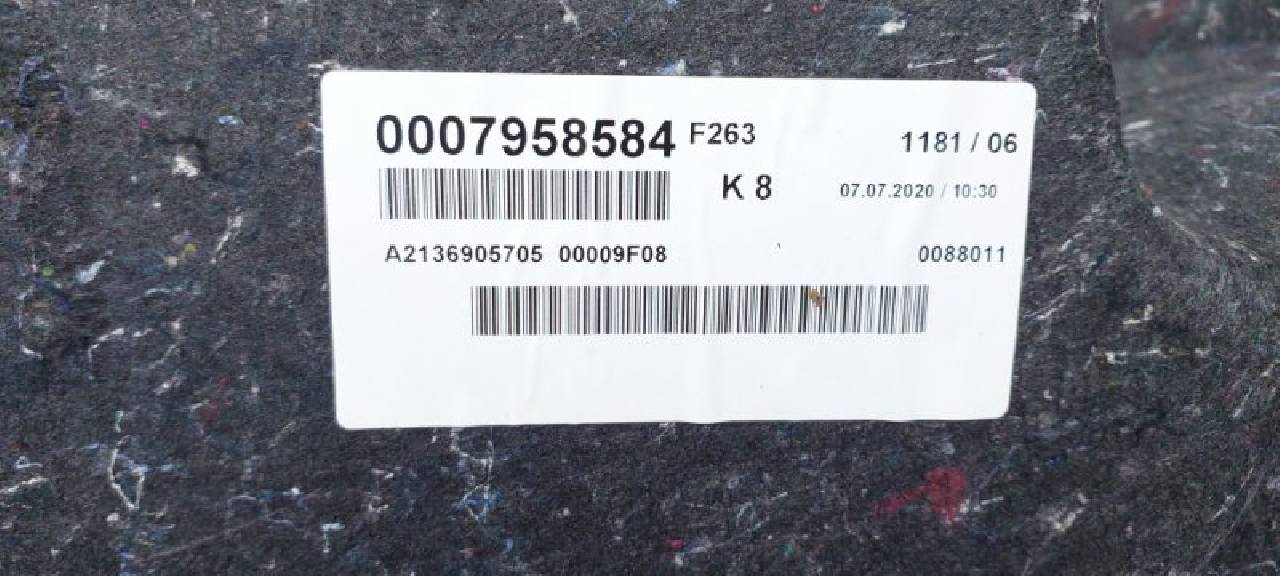 0007958584 F263 1181 / 06
K 8 07.07.2020 / 10:30
A2136905705 00009F08 0088011